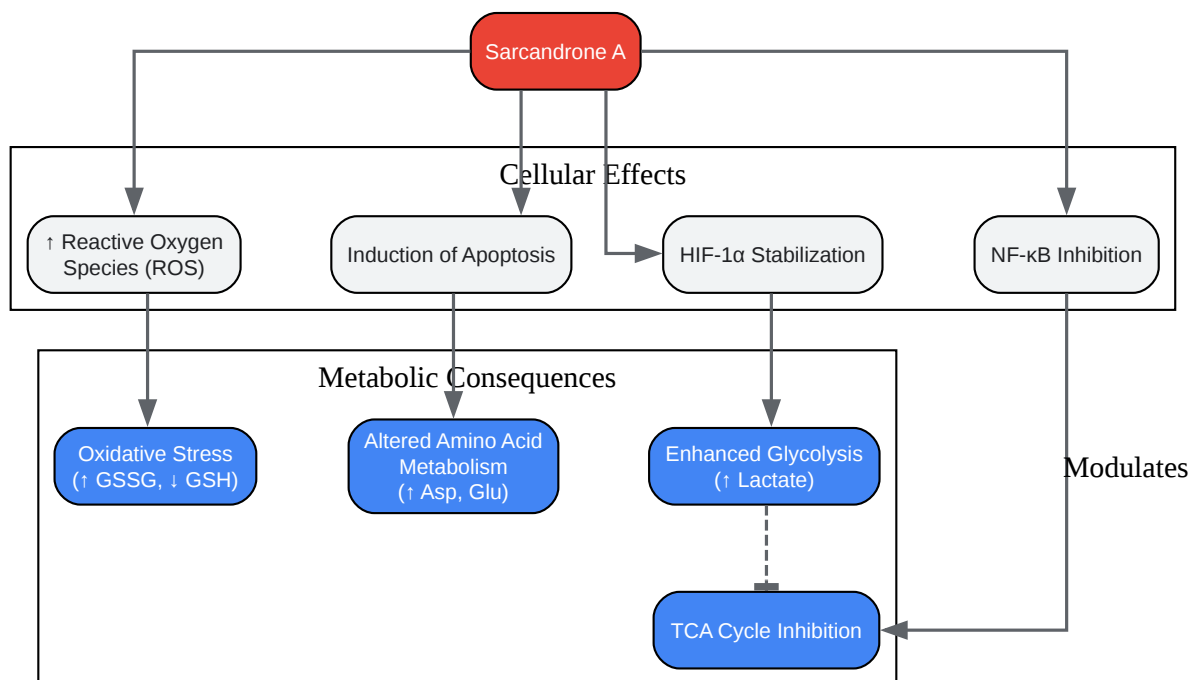 Sarcandrone A
Cellular Effects
↑ Reactive Oxygen
Species (ROS)
Induction of Apoptosis
HIF-1α Stabilization
NF-κB Inhibition
Metabolic Consequences
Oxidative Stress
(↑ GSSG, ↓ GSH)
Altered Amino Acid
Metabolism
(↑ Asp, Glu)
Enhanced Glycolysis
(↑ Lactate)
Modulates
TCA Cycle Inhibition